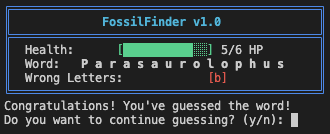 FossilFinder v1.0
Health: [ ] 5/6 HP
Word: P a r a s a u r o l o p h u s
Wrong Letters: [b]
Congratulations! You've guessed the word!
Do you want to continue guessing? (y/n):